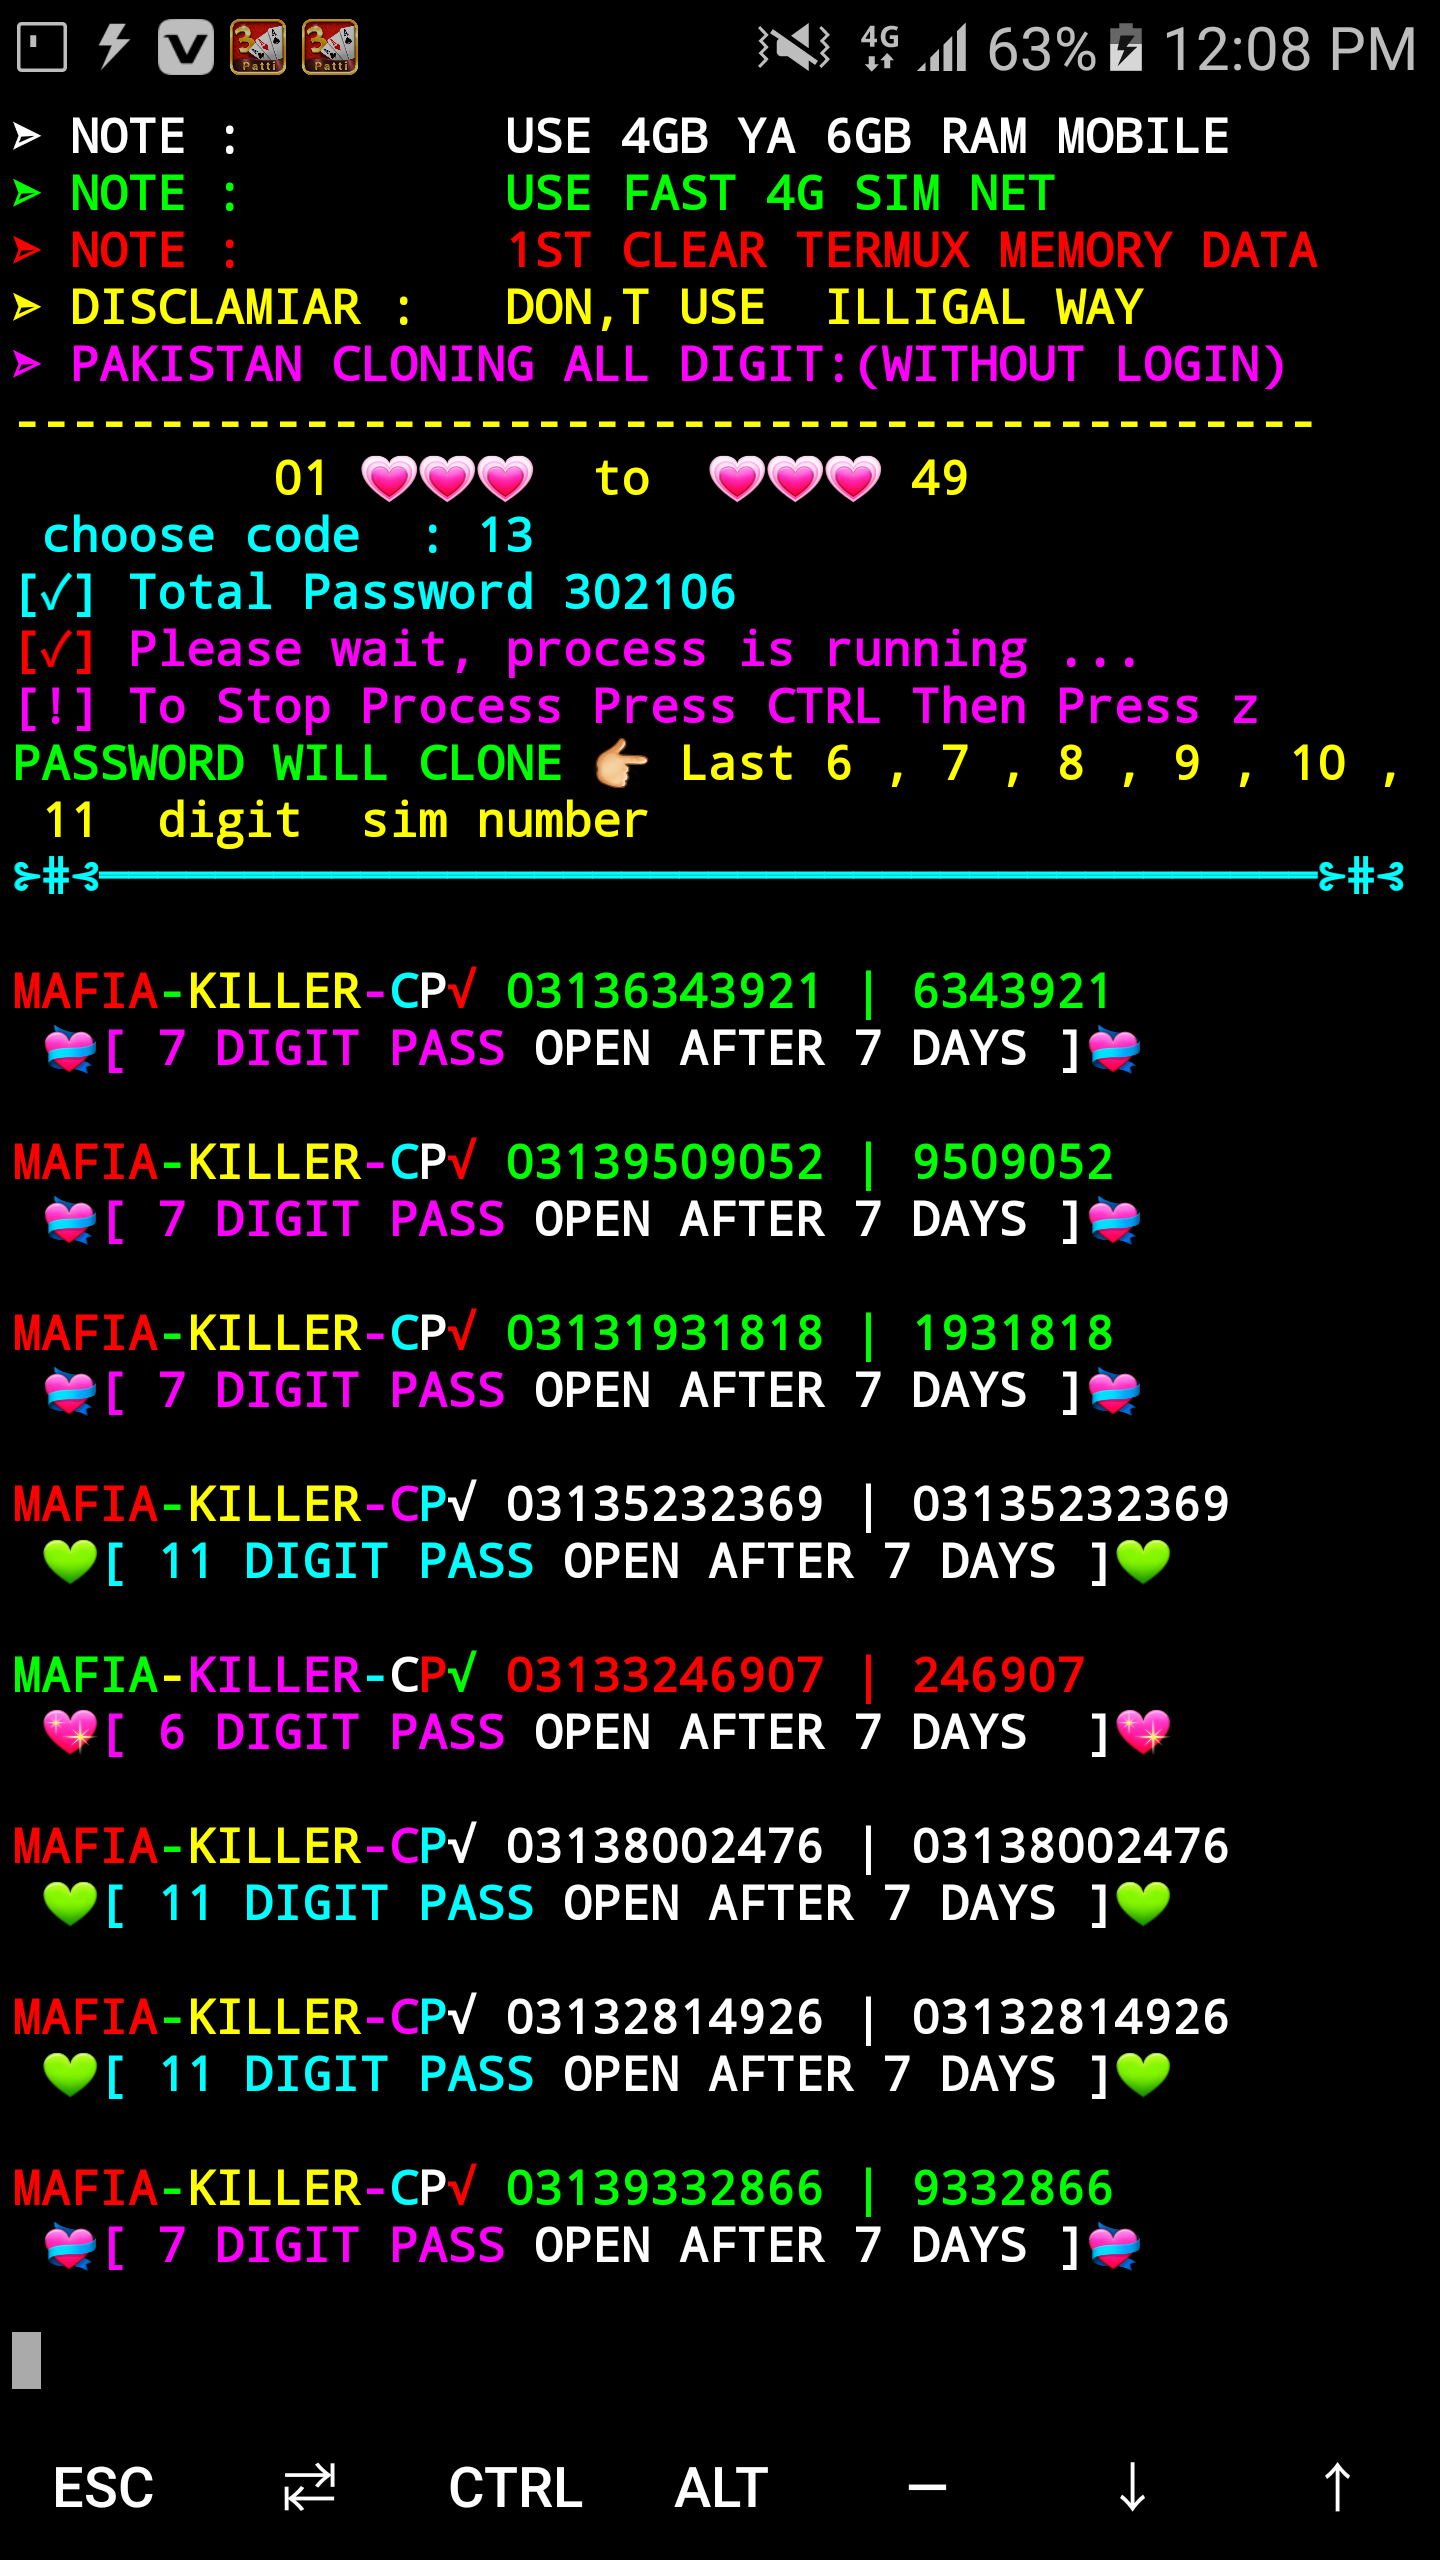 63% 12:08 PM
4G
➢ NOTE : USE 4GB YA 6GB RAM MOBILE
➢ NOTE : USE FAST 4G SIM NET
➢ NOTE : 1ST CLEAR TERMUX MEMORY DATA
➢ DISCLAMIAR : DON,T USE ILLIGAL WAY
➢ PAKISTAN CLONING ALL DIGIT:(WITHOUT LOGIN)
---------------------------------------------
01 💗💗💗 to 💗💗💗 49
choose code : 13
[✓] Total Password 302106
[✓] Please wait, process is running ...
[!] To Stop Process Press CTRL Then Press z
PASSWORD WILL CLONE 👉 Last 6 , 7 , 8 , 9 , 10 ,
11 digit sim number
⊱⋕⊰══════════════════════════════════════════⊱⋕⊰
MAFIA-KILLER-CP√ 03136343921 | 6343921
💝[ 7 DIGIT PASS OPEN AFTER 7 DAYS ]💝
MAFIA-KILLER-CP√ 03139509052 | 9509052
💝[ 7 DIGIT PASS OPEN AFTER 7 DAYS ]💝
MAFIA-KILLER-CP√ 03131931818 | 1931818
💝[ 7 DIGIT PASS OPEN AFTER 7 DAYS ]💝
MAFIA-KILLER-CP√ 03135232369 | 03135232369
💚[ 11 DIGIT PASS OPEN AFTER 7 DAYS ]💚
MAFIA-KILLER-CP√ 03133246907 | 246907
💖[ 6 DIGIT PASS OPEN AFTER 7 DAYS ]💖
MAFIA-KILLER-CP√ 03138002476 | 03138002476
💚[ 11 DIGIT PASS OPEN AFTER 7 DAYS ]💚
MAFIA-KILLER-CP√ 03132814926 | 03132814926
💚[ 11 DIGIT PASS OPEN AFTER 7 DAYS ]💚
MAFIA-KILLER-CP√ 03139332866 | 9332866
💝[ 7 DIGIT PASS OPEN AFTER 7 DAYS ]💝
ESC ⇄ CTRL ALT — ↓ ↑